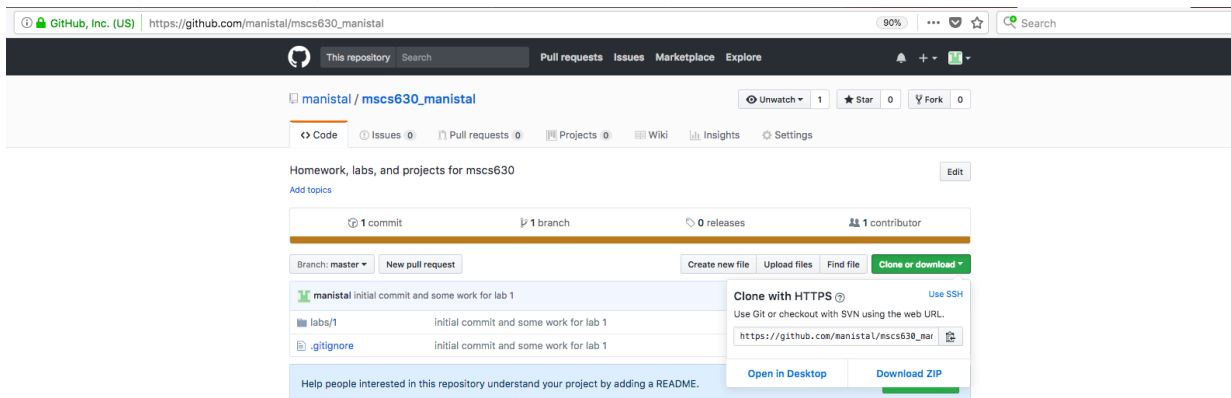 GitHub, Inc. (US) https://github.com/manistal/mscs630_manistal 90% Search
This repository Search Pull requests Issues Marketplace Explore
manistal / mscs630_manistal Unwatch 1 Star 0 Fork 0
Code Issues 0 Pull requests 0 Projects 0 Wiki Insights Settings
Homework, labs, and projects for mscs630 Edit
Add topics
1 commit 1 branch 0 releases 1 contributor
Branch: master New pull request Create new file Upload files Find file Clone or download
manistal initial commit and some work for lab 1
labs/1 initial commit and some work for lab 1
.gitignore initial commit and some work for lab 1
Clone with HTTPS Use SSH
Use Git or checkout with SVN using the web URL.
https://github.com/manistal/mscs630_mar
Open in Desktop Download ZIP
Help people interested in this repository understand your project by adding a README.